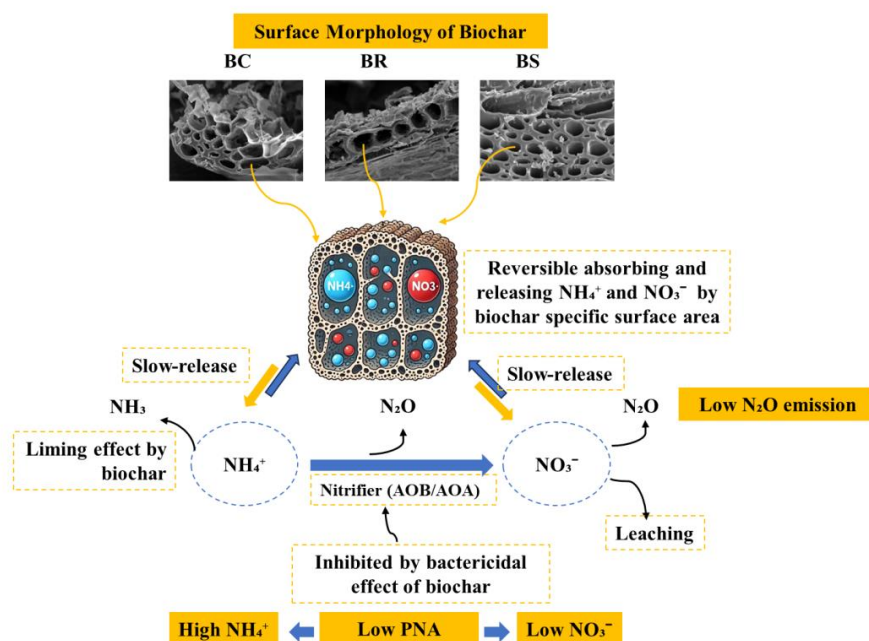 Surface Morphology of Biochar
BC
BR
BS
NH4·
NO3·
Reversible absorbing and
releasing NH₄⁺ and NO₃⁻ by
biochar specific surface area
Slow-release
Slow-release
NH₃
N₂O
N₂O
Low N₂O emission
Liming effect by
biochar
NH₄⁺
NO₃⁻
Nitrifier (AOB/AOA)
Leaching
Inhibited by bactericidal
effect of biochar
High NH₄⁺
Low PNA
Low NO₃⁻